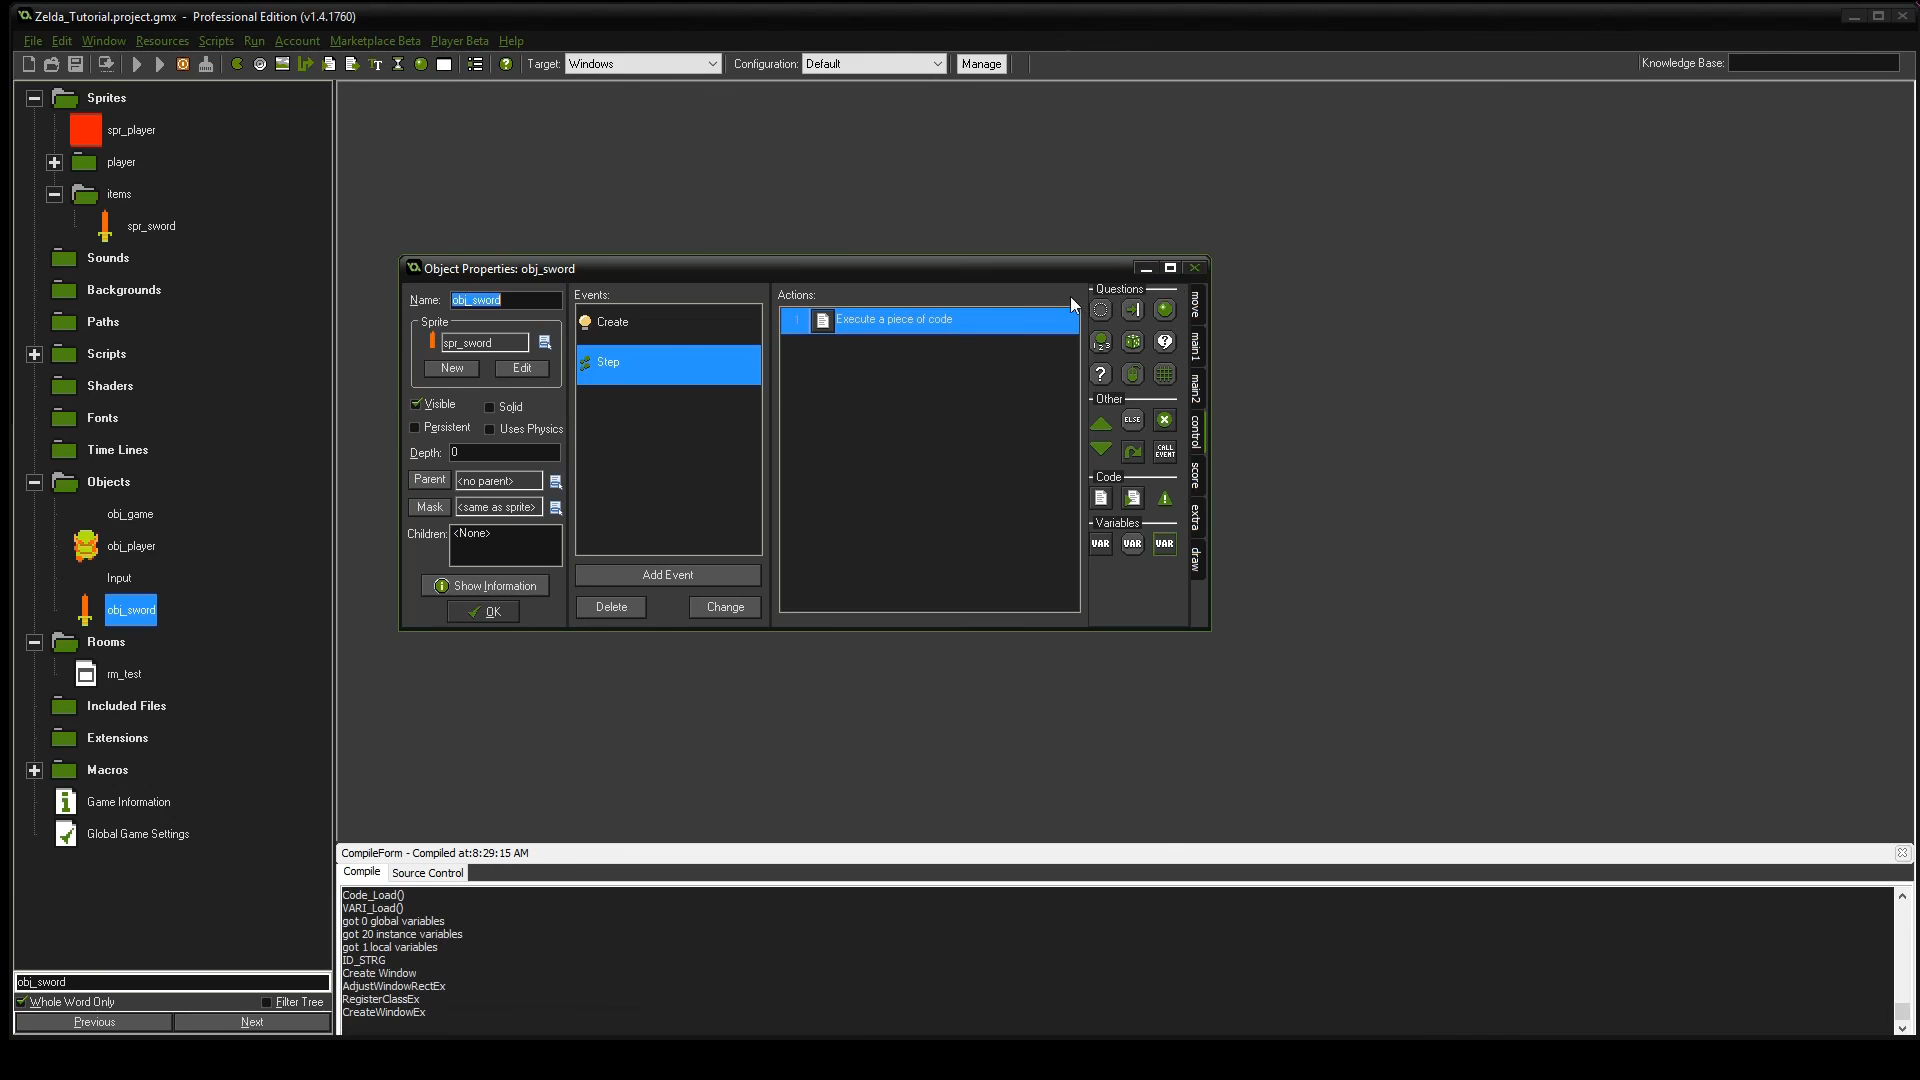 Zelda_Tutorial.project.gmx - Professional Edition (v1.4.1760)
File Edit Window Resources Scripts Run Account Marketplace Beta Player Beta Help
Target: Windows Configuration: Default Manage Knowledge Base:
Sprites
spr_player
player
items
spr_sword
Sounds
Backgrounds
Paths
Scripts
Shaders
Fonts
Time Lines
Objects
obj_game
obj_player
Input
obj_sword
Rooms
rm_test
Included Files
Extensions
Macros
Game Information
Global Game Settings
obj_sword
Whole Word Only Filter Tree
Previous Next
Object Properties: obj_sword
Name: obj_sword
Sprite
spr_sword
New Edit
Visible Solid
Persistent Uses Physics
Depth: 0
Parent <no parent>
Mask <same as sprite>
Children: <None>
Show Information
OK
Events:
Create
Step
Add Event
Delete Change
Actions:
1 Execute a piece of code
Questions
Other
ELSE
CALL EVENT
Code
Variables
VAR VAR VAR
move
main1
main2
control
score
extra
draw
CompileForm - Compiled at:8:29:15 AM
Compile Source Control
Code_Load()
VARI_Load()
got 0 global variables
got 20 instance variables
got 1 local variables
ID_STRG
Create Window
AdjustWindowRectEx
RegisterClassEx
CreateWindowEx